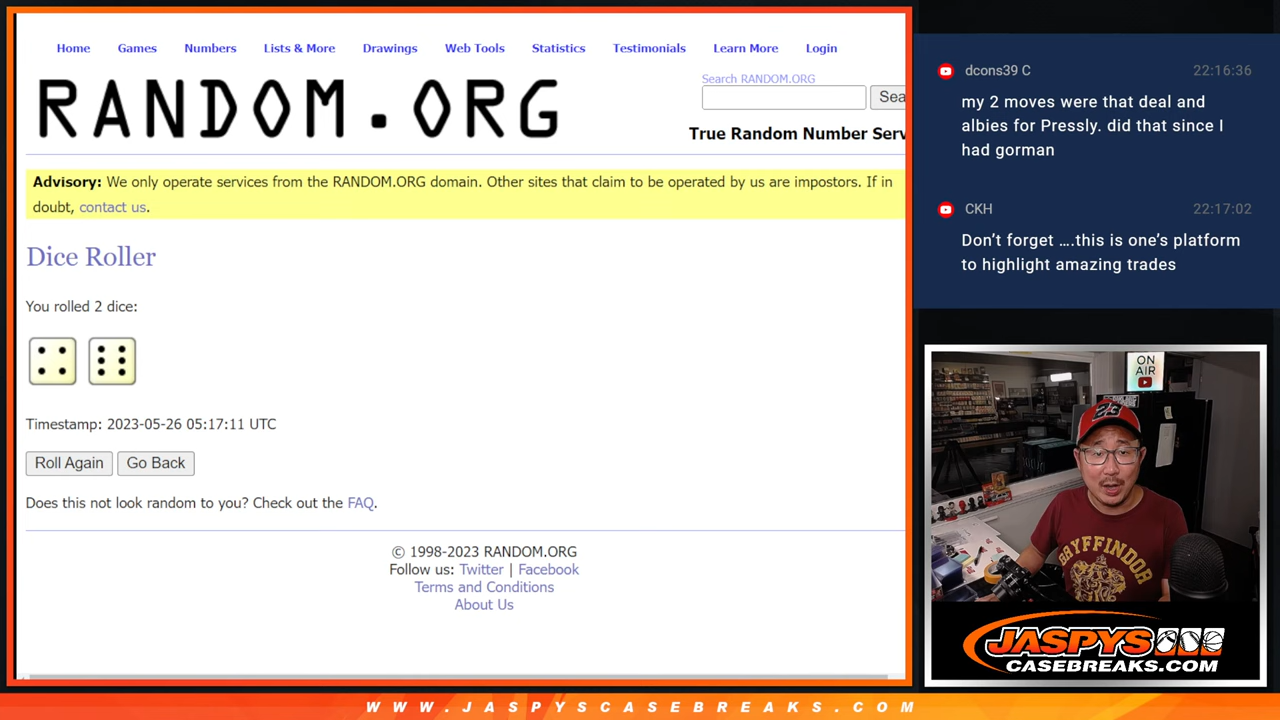 Home Games Numbers Lists & More Drawings Web Tools Statistics Testimonials Learn More Login
RANDOM.ORG
Search RANDOM.ORG
Sea
True Random Number Serv
Advisory: We only operate services from the RANDOM.ORG domain. Other sites that claim to be operated by us are impostors. If in
doubt, contact us.
Dice Roller
You rolled 2 dice:
Timestamp: 2023-05-26 05:17:11 UTC
Roll Again Go Back
Does this not look random to you? Check out the FAQ.
© 1998-2023 RANDOM.ORG
Follow us: Twitter | Facebook
Terms and Conditions
About Us
dcons39 C 22:16:36
my 2 moves were that deal and
albies for Pressly. did that since I
had gorman
CKH 22:17:02
Don’t forget ….this is one’s platform
to highlight amazing trades
ON
AIR
GRYFFINDOR
JASPYS
CASEBREAKS.COM
WWW.JASPYSCASEBREAKS.COM